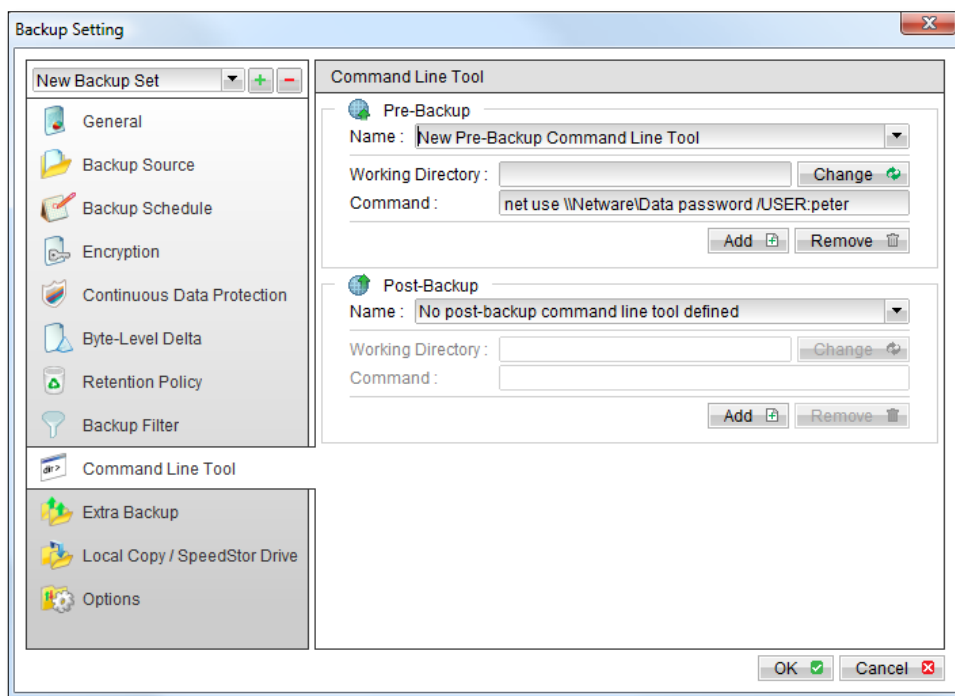 Backup Setting
New Backup Set
General
Backup Source
Backup Schedule
Encryption
Continuous Data Protection
Byte-Level Delta
Retention Policy
Backup Filter
dir>
Command Line Tool
Extra Backup
Local Copy / SpeedStor Drive
Options
Command Line Tool
Pre-Backup
Name : New Pre-Backup Command Line Tool
Working Directory : Change
Command : net use \\Netware\Data password /USER:peter
Add Remove
Post-Backup
Name : No post-backup command line tool defined
Working Directory : Change
Command :
Add Remove
OK Cancel